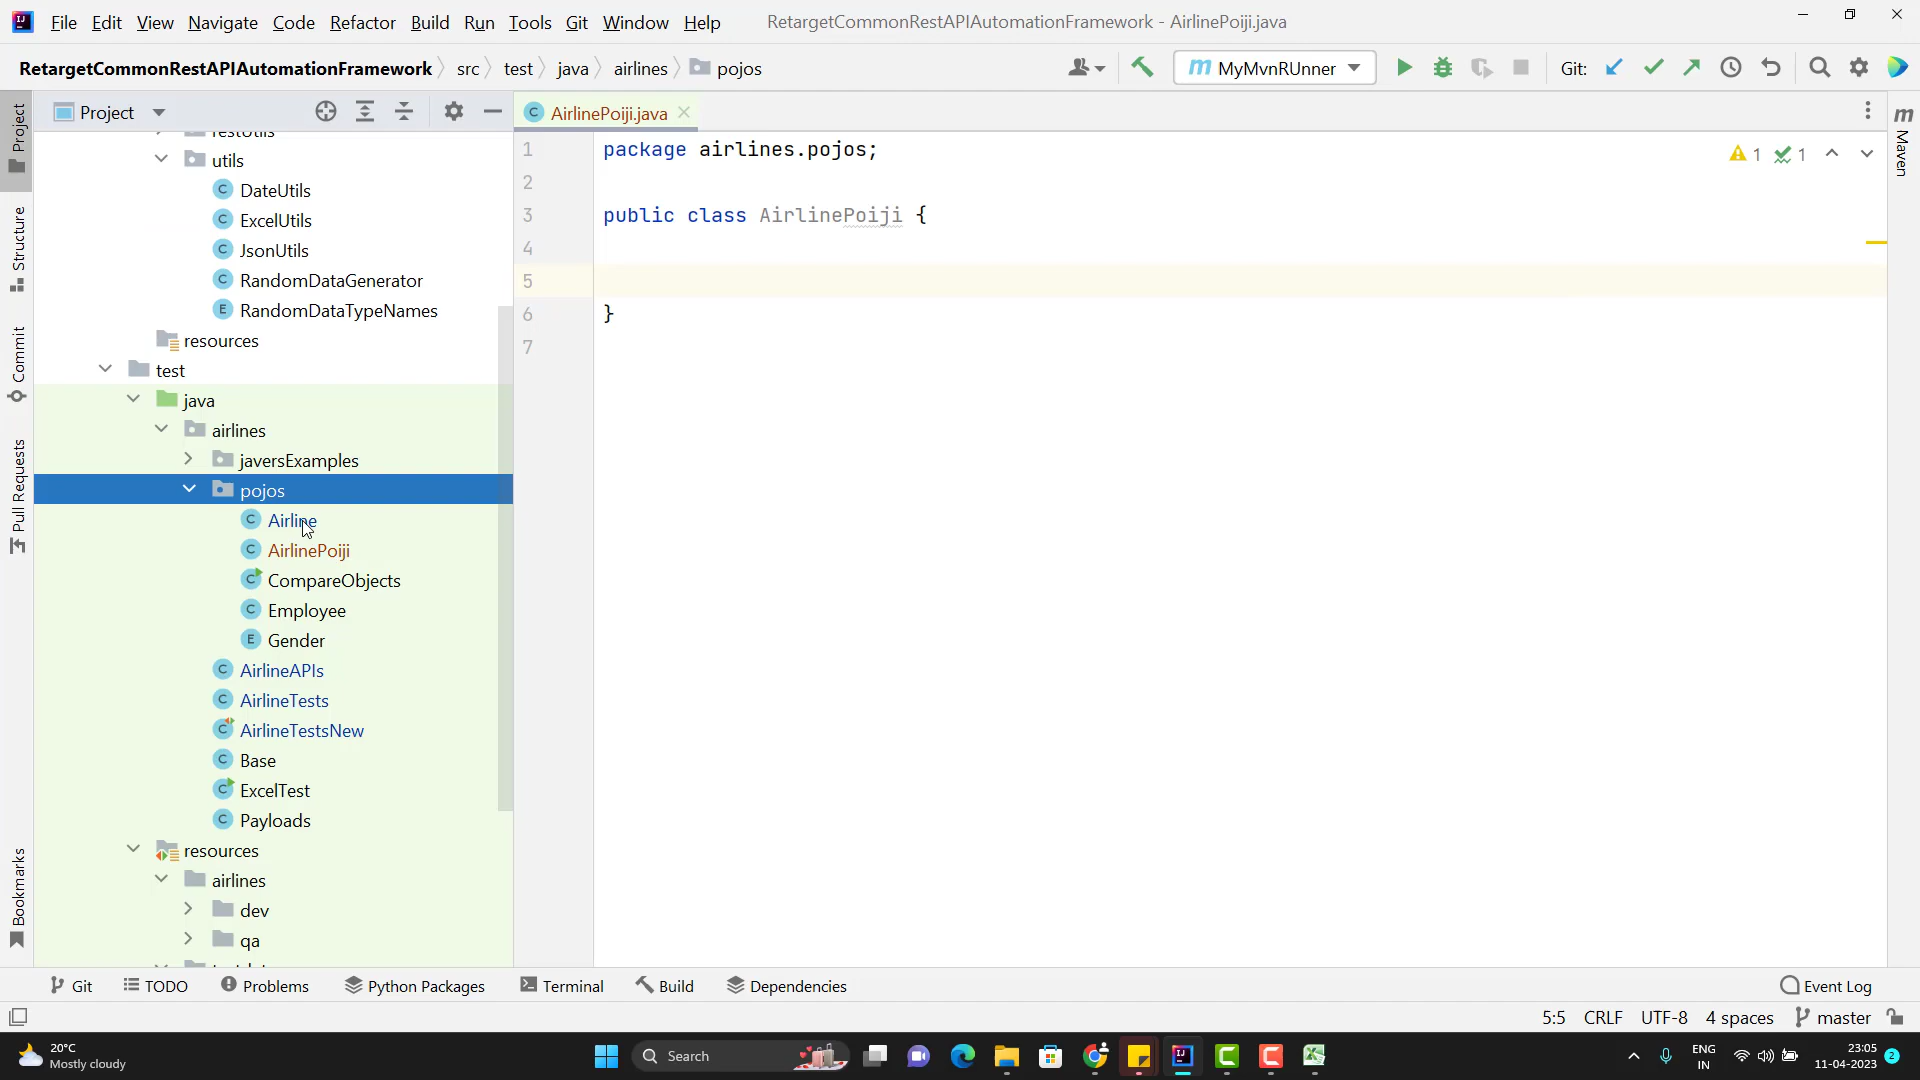 File Edit View Navigate Code Refactor Build Run Tools Git Window Help RetargetCommonRestAPIAutomationFramework - AirlinePoiji.java
RetargetCommonRestAPIAutomationFramework src test java airlines pojos MyMvnRUnner Git:
Project
AirlinePoiji.java
Project
Structure
Commit
Pull Requests
Bookmarks
Maven
restUtils
utils
DateUtils
ExcelUtils
JsonUtils
RandomDataGenerator
RandomDataTypeNames
resources
test
java
airlines
javersExamples
pojos
Airline
AirlinePoiji
CompareObjects
Employee
Gender
AirlineAPIs
AirlineTests
AirlineTestsNew
Base
ExcelTest
Payloads
resources
airlines
dev
qa
1 package airlines.pojos;
2
3 public class AirlinePoiji {
4
5
6 }
7
1 1
Git TODO Problems Python Packages Terminal Build Dependencies Event Log
5:5 CRLF UTF-8 4 spaces master
20°C
Mostly cloudy
Search
ENG
IN
23:05
11-04-2023
2